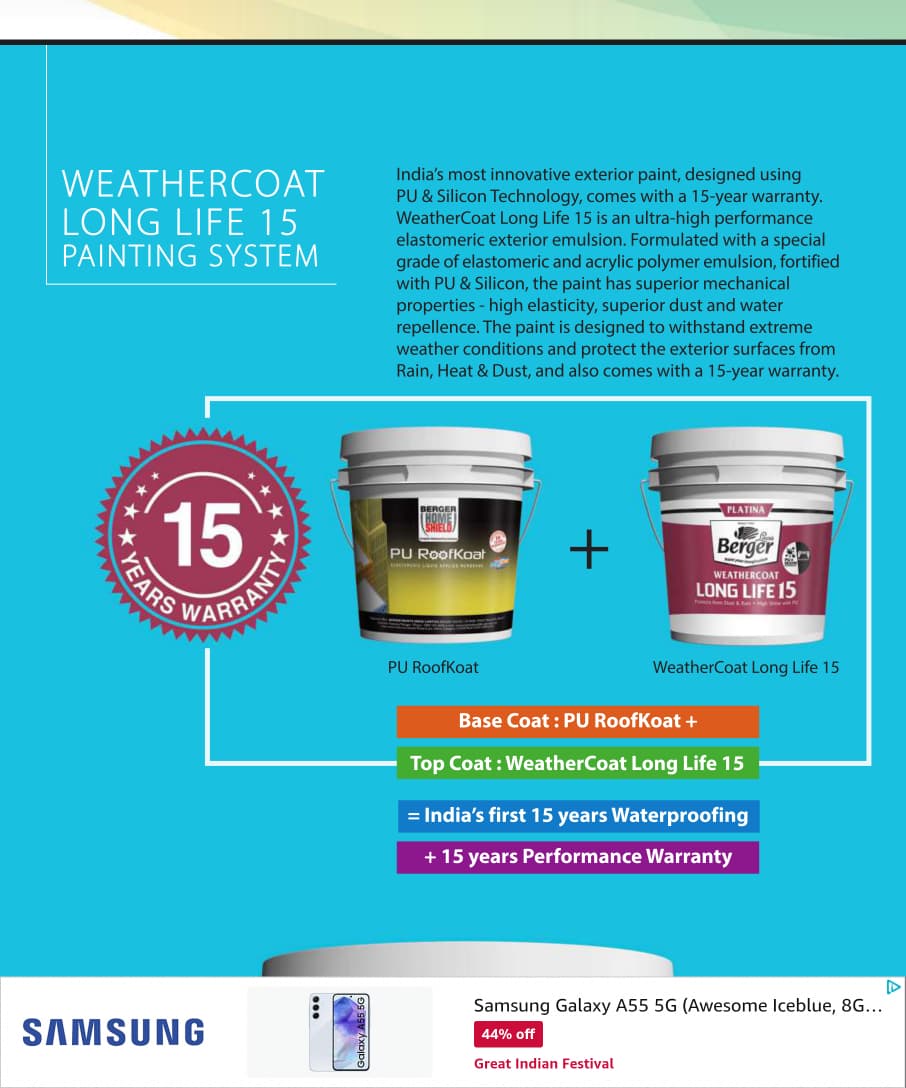 WEATHERCOAT
LONG LIFE 15
PAINTING SYSTEM
India's most innovative exterior paint, designed using
PU & Silicon Technology, comes with a 15-year warranty.
WeatherCoat Long Life 15 is an ultra-high performance
elastomeric exterior emulsion. Formulated with a special
grade of elastomeric and acrylic polymer emulsion, fortified
with PU & Silicon, the paint has superior mechanical
properties - high elasticity, superior dust and water
repellence. The paint is designed to withstand extreme
weather conditions and protect the exterior surfaces from
Rain, Heat & Dust, and also comes with a 15-year warranty.
15
YEARS WARRANTY
BERGER
HOME
SHIELD
PU RoofKoat
ELASTOMERIC LIQUID APPLIED MEMBRANE
+
PLATINA
Berger
WEATHERCOAT
LONG LIFE 15
PU RoofKoat
WeatherCoat Long Life 15
Base Coat : PU RoofKoat +
Top Coat : WeatherCoat Long Life 15
= India's first 15 years Waterproofing
+ 15 years Performance Warranty
SAMSUNG
Galaxy A55 5G
Samsung Galaxy A55 5G (Awesome Iceblue, 8G...
44% off
Great Indian Festival